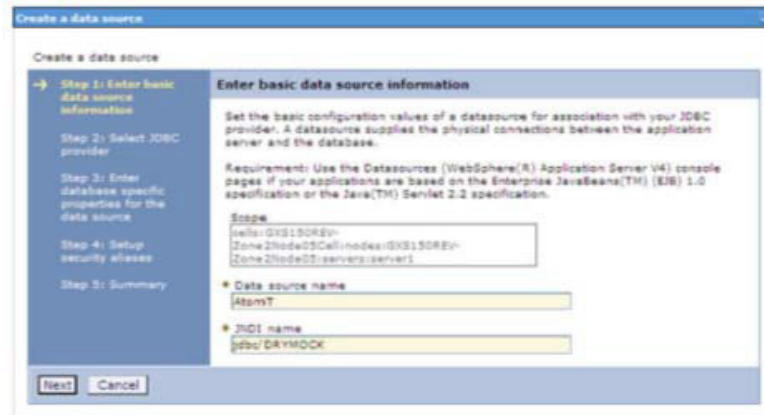 Create a data source
Create a data source
Step 1: Enter basic
data source
information
Step 2: Select JDBC
provider
Step 3: Enter
database specific
properties for the
data source
Step 4: Setup
security aliases
Step 5: Summary
Enter basic data source information
Set the basic configuration values of a datasource for association with your JDBC
provider. A datasource supplies the physical connections between the application
server and the database.
Requirement: Use the Datasources (WebSphere(R) Application Server V4) console
pages if your applications are based on the Enterprise JavaBeans(TM) (EJB) 1.0
specification or the Java(TM) Servlet 2.2 specification.
Scope
cells:GXS150REV-
Zone2Node05Cell:nodes:GXS150REV-
Zone2Node05:servers:server1
Data source name
AtomT
JNDI name
jdbc/DRYMOCK
Next Cancel